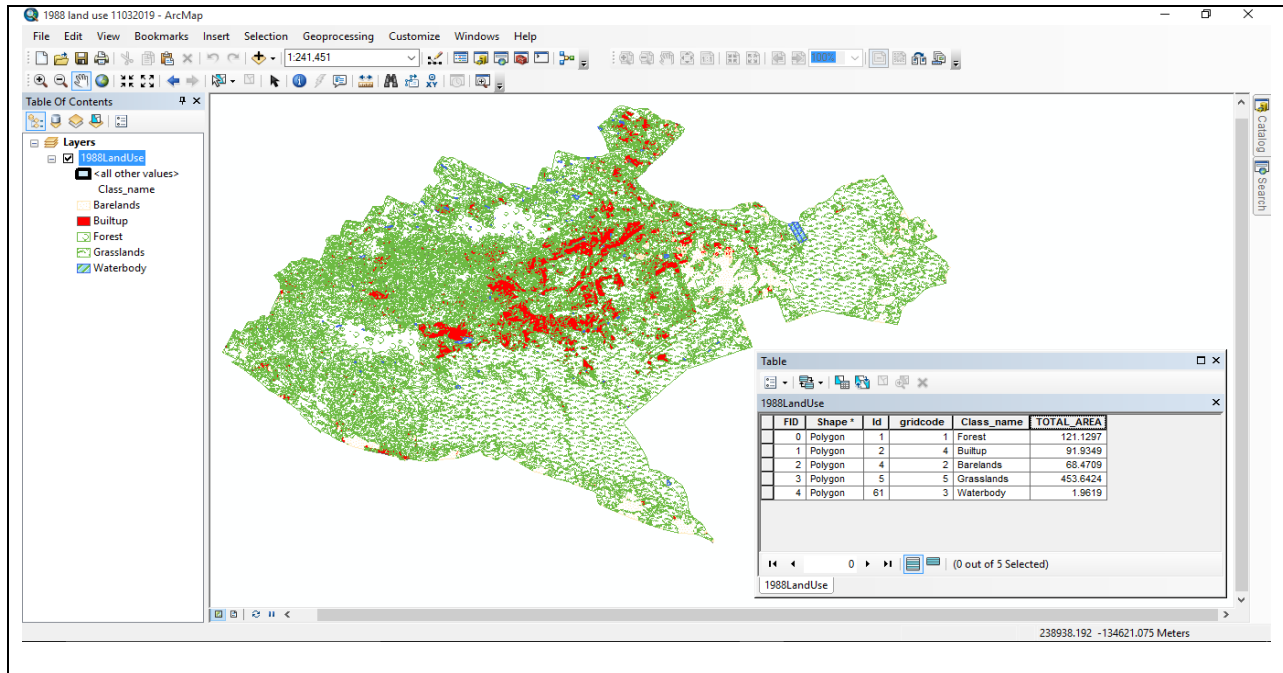 1988 land use 11032019 - ArcMap
File Edit View Bookmarks Insert Selection Geoprocessing Customize Windows Help
1:241,451
100%
Table Of Contents
Layers
1988LandUse
<all other values>
Class_name
Barelands
Builtup
Forest
Grasslands
Waterbody
Catalog
Search
Table
1988LandUse
FID Shape * Id gridcode Class_name TOTAL_AREA
0 Polygon 1 1 Forest 121.1297
1 Polygon 2 4 Builtup 91.9349
2 Polygon 4 2 Barelands 68.4709
3 Polygon 5 5 Grasslands 453.6424
4 Polygon 61 3 Waterbody 1.9619
0 (0 out of 5 Selected)
1988LandUse
238938.192 -134621.075 Meters